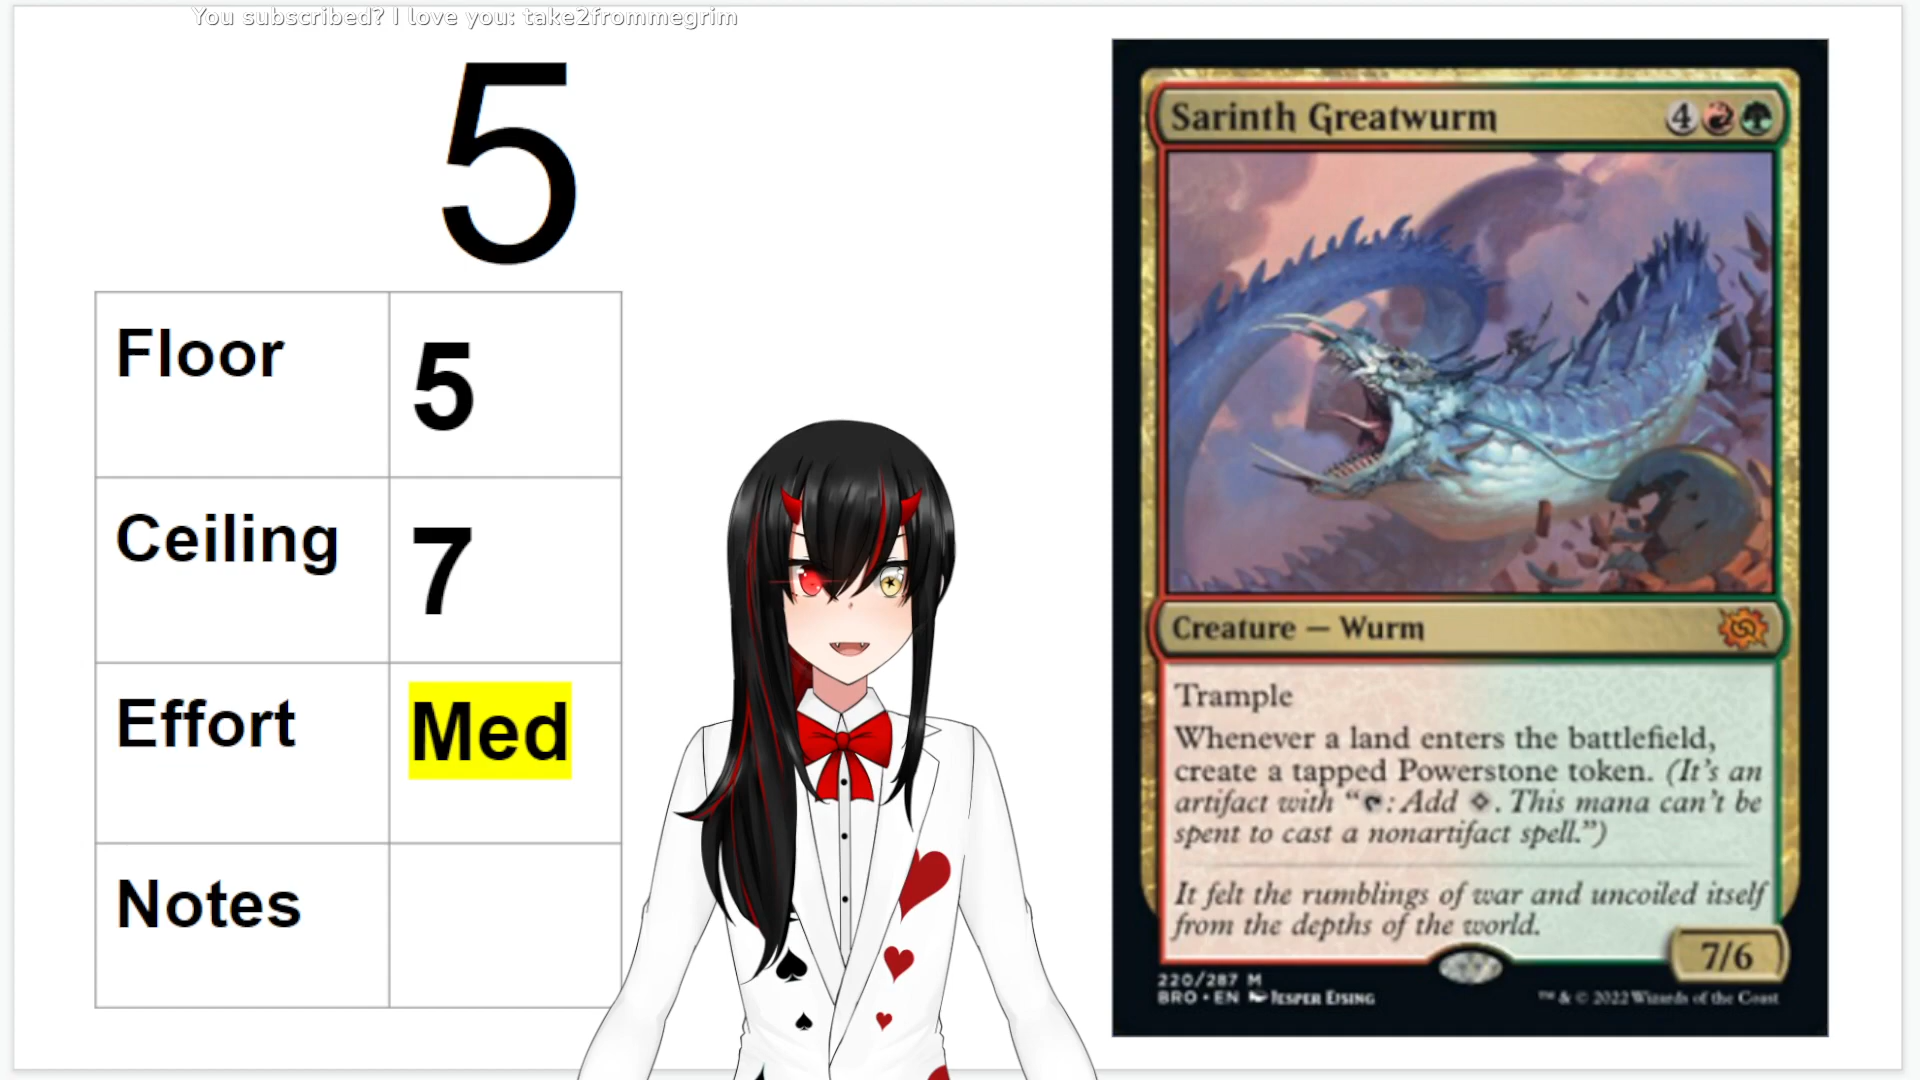 You subscribed? I love you: take2frommegrim
5
Floor
5
Ceiling
7
Effort
Med
Notes
Sarinth Greatwurm
4
Creature — Wurm
Trample
Whenever a land enters the battlefield,
create a tapped Powerstone token. (It's an
artifact with “: Add . This mana can't be
spent to cast a nonartifact spell.”)
It felt the rumblings of war and uncoiled itself
from the depths of the world.
7/6
220/287 M
BRO • EN Jesper Ejsing
™ & © 2022 Wizards of the Coast